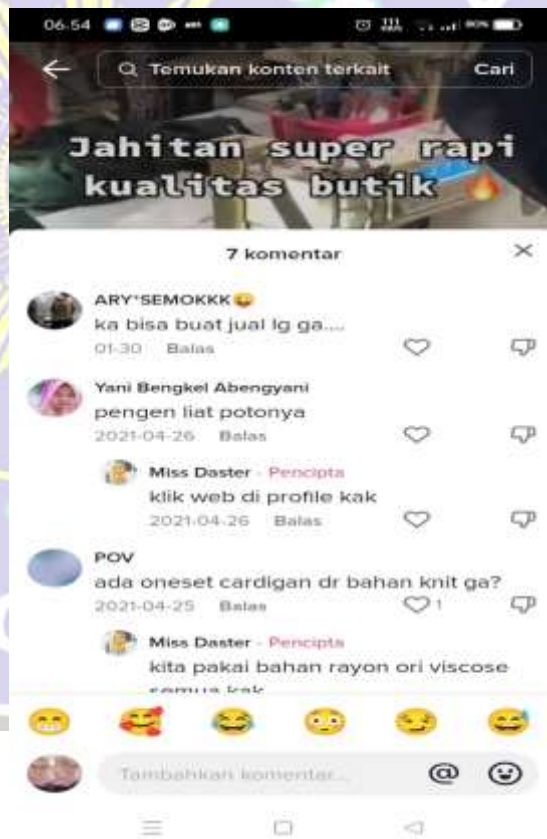 06.54
80%
Temukan konten terkait
Cari
Jahitan super rapi
kualitas butik
7 komentar
ARY*SEMOKKK
ka bisa buat jual lg ga....
01-30 Balas
Yani Bengkel Abengyani
pengen liat potonya
2021-04-26 Balas
Miss Daster · Pencipta
klik web di profile kak
2021-04-26 Balas
POV
ada oneset cardigan dr bahan knit ga?
2021-04-25 Balas
1
Miss Daster · Pencipta
kita pakai bahan rayon ori viscose
semua kak
Tambahkan komentar...